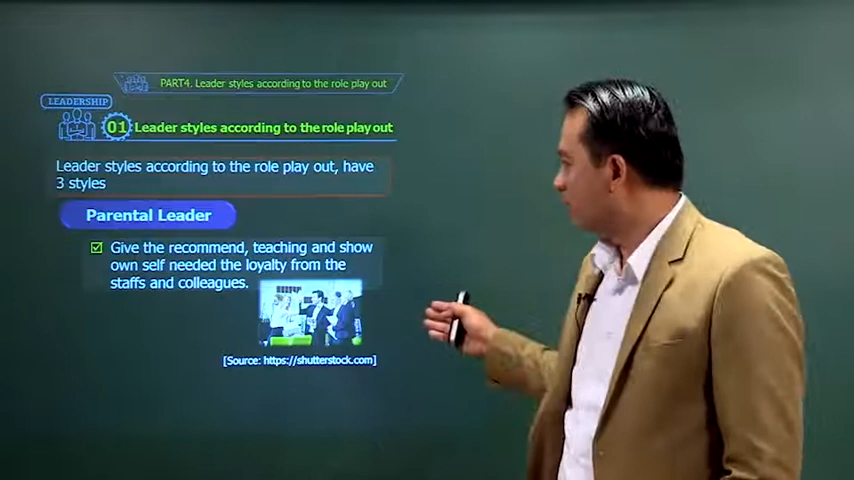 PART4. Leader styles according to the role play out
LEADERSHIP
01 Leader styles according to the role play out
Leader styles according to the role play out, have
3 styles
Parental Leader
Give the recommend, teaching and show
own self needed the loyalty from the
staffs and colleagues.
[Source: https://shutterstock.com]